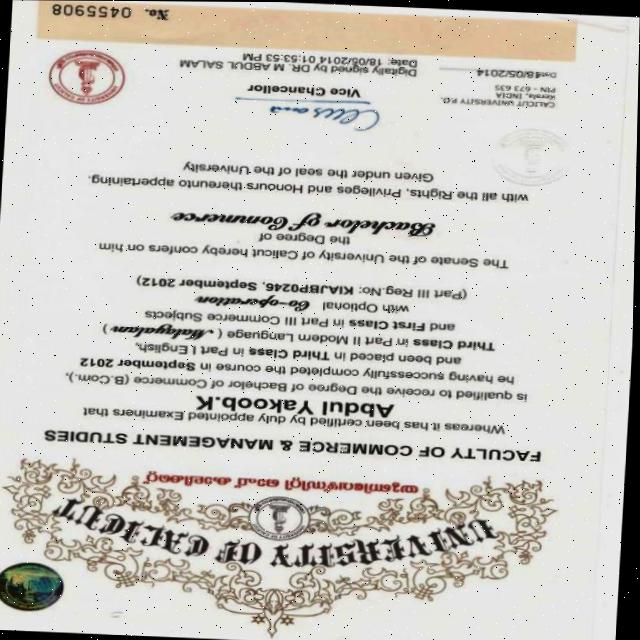 UNIVERSITY OF CALICUT
FACULTY OF COMMERCE & MANAGEMENT STUDIES
Whereas it has been certified by duly appointed Examiners that
Abdul Yakoob.K
is qualified to receive the Degree of Bachelor of Commerce (B.Com.),
he having successfully completed the course in September 2012
and been placed in Third Class in Part I English,
Third Class in Part II Modern Language ( Malayalam )
and First Class in Part III Commerce Subjects
with Optional Co-operation
(Part III Reg.No: KIAJBP0246, September 2012)
The Senate of the University of Calicut hereby confers on him
the Degree of
Bachelor of Commerce
with all the Rights, Privileges and Honours thereunto appertaining.
Given under the seal of the University
CALICUT UNIVERSITY P.O.
Kerala, INDIA
PIN - 673 635
Date: 18/05/2014
Vice Chancellor
Digitally signed by DR. M ABDUL SALAM
Date: 18/05/2014 01:53:53 PM
No. 0455908